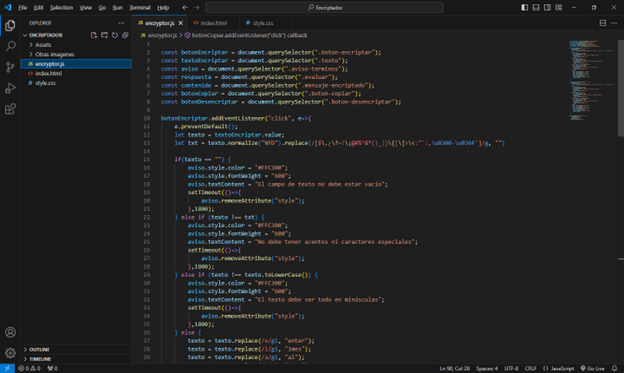 File Edit Selection View Go Run Terminal Help
Encriptador
EXPLORER
ENCRIPTADOR
Assets
Otras imagenes
encryptor.js
index.html
style.css
OUTLINE
TIMELINE
encryptor.js
index.html
style.css
encryptor.js > botonCopiar.addEventListener("click") callback
1
2 const botonEncriptar = document.querySelector(".boton-encriptar");
3 const textoEncriptar = document.querySelector(".texto");
4 const aviso = document.querySelector(".aviso-terminos");
5 const respuesta = document.querySelector(".evaluar");
6 const contenido = document.querySelector(".mensaje-encriptado");
7 const botonCopiar = document.querySelector(".boton-copiar");
8 const botonDesencriptar = document.querySelector(".boton-desencriptar");
9
10 botonEncriptar.addEventListener("click", e=>{
11 e.preventDefault();
12 let texto = textoEncriptar.value;
13 let txt = texto.normalize("NFD").replace(
14
15 if(texto == "") {
16 aviso.style.color = "#FFC300";
17 aviso.style.fontWeight = "600";
18 aviso.textContent = "El campo de texto no debe estar vacio";
19 setTimeout(()=>{
20 aviso.removeAttribute("style");
21 },1800);
22 } else if (texto !== txt) {
23 aviso.style.color = "#FFC300";
24 aviso.style.fontWeight = "600";
25 aviso.textContent = "No debe tener acentos ni caracteres especiales";
26 setTimeout(()=>{
27 aviso.removeAttribute("style");
28 },1800);
29 } else if (texto !== texto.toLowerCase()) {
30 aviso.style.color = "#FFC300";
31 aviso.style.fontWeight = "600";
32 aviso.textContent = "El texto debe ser todo en minúsculas";
33 setTimeout(()=>{
34 aviso.removeAttribute("style");
35 },1800);
36 } else {
37 texto = texto.replace(/e/gi, "enter");
38 texto = texto.replace(/i/gi, "imes");
39 texto = texto.replace(/a/gi, "ai");
0 0 0 Ln 90, Col 28 Spaces: 4 UTF-8 CRLF JavaScript Go Live